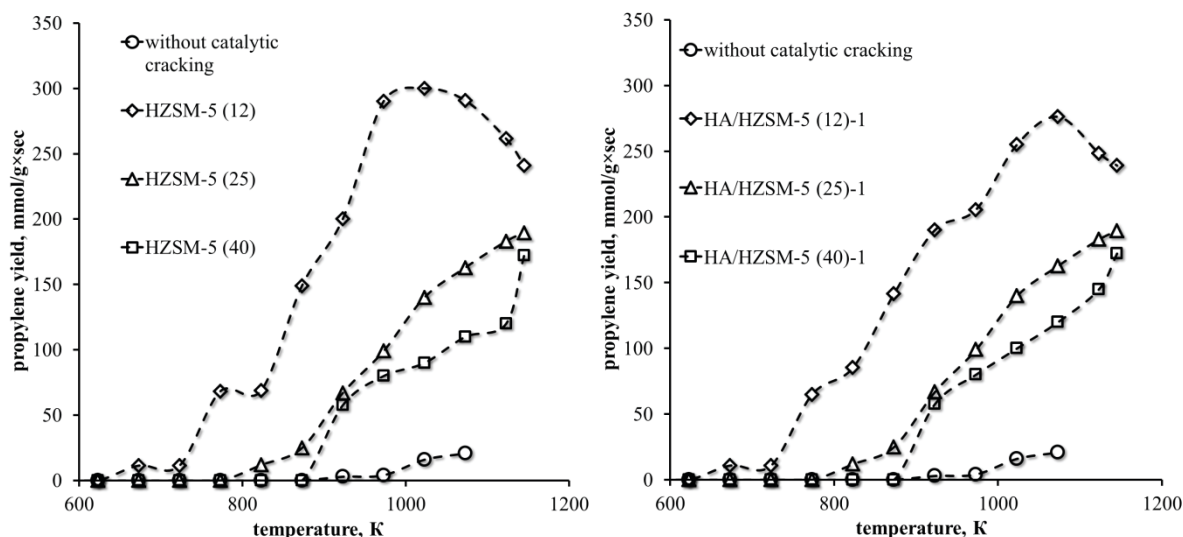 propylene yield, mmol/g×sec
350
300
250
200
150
100
50
0
without catalytic
cracking
HZSM-5 (12)
HZSM-5 (25)
HZSM-5 (40)
600
800
1000
1200
temperature, K
propylene yield, mmol/g×sec
350
300
250
200
150
100
50
0
without catalytic cracking
HA/HZSM-5 (12)-1
HA/HZSM-5 (25)-1
HA/HZSM-5 (40)-1
600
800
1000
1200
temperature, K